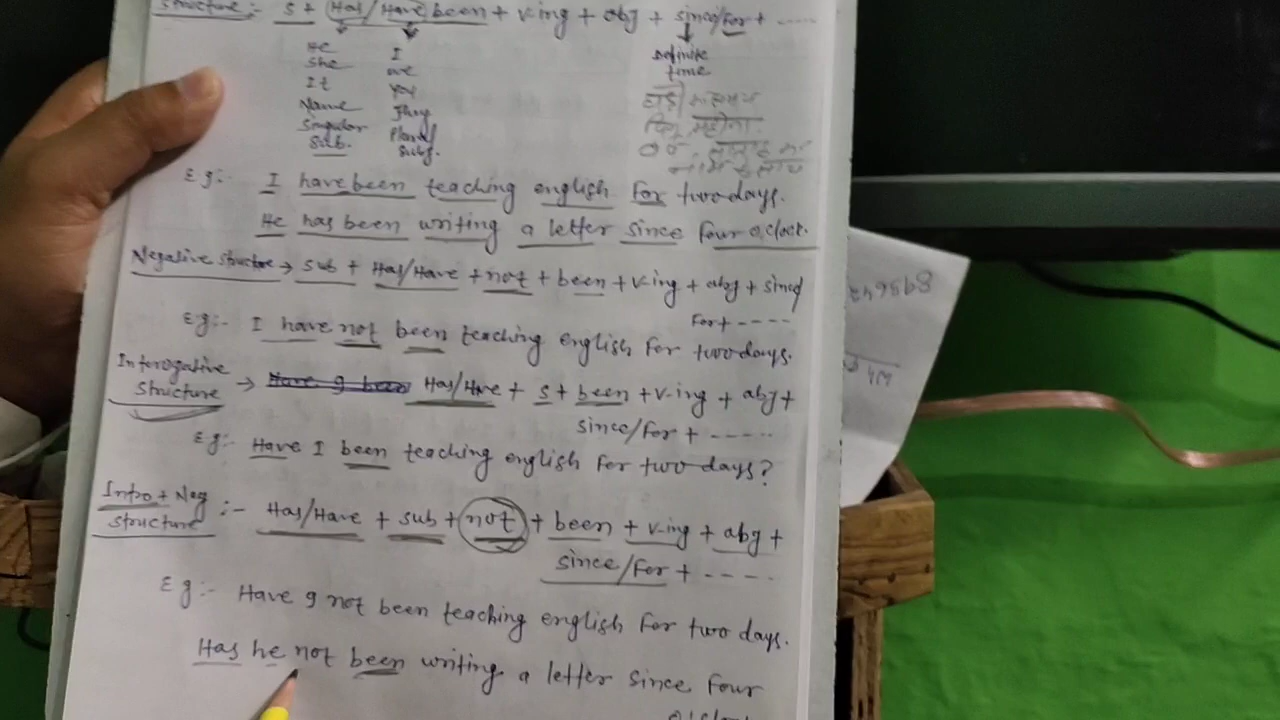 Structure:- S + Has/Have been + v-ing + obj + since/For + .....
He I Definite
She we time
It You
Name They
Singular Plural
Sub. Subj.
Eg:- I have been teaching english For two days.
He has been writing a letter since Four o,clock.
Negative structure → sub + Has/Have + not + been + v-ing + obj + since/
For + ----
Eg:- I have not been teaching english For two days.
Interogative
Structure → Has/Have + S + been + v-ing + obj +
since/For + -----
Eg:- Have I been teaching english For two days?
Intro + Neg
structure :- Has/Have + sub + not + been + v-ing + obj +
since/For + ----.
Eg:- Have I not been teaching english For two days.
Has he not been writing a letter since Four